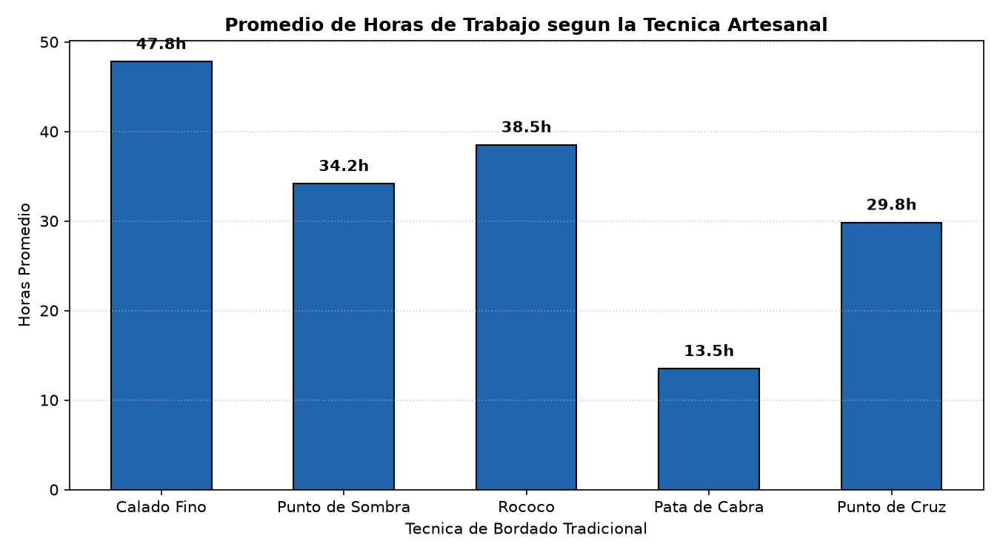 Promedio de Horas de Trabajo segun la Tecnica Artesanal
Horas Promedio
50
40
30
20
10
0
47.8h
34.2h
38.5h
13.5h
29.8h
Calado Fino
Punto de Sombra
Rococo
Pata de Cabra
Punto de Cruz
Tecnica de Bordado Tradicional